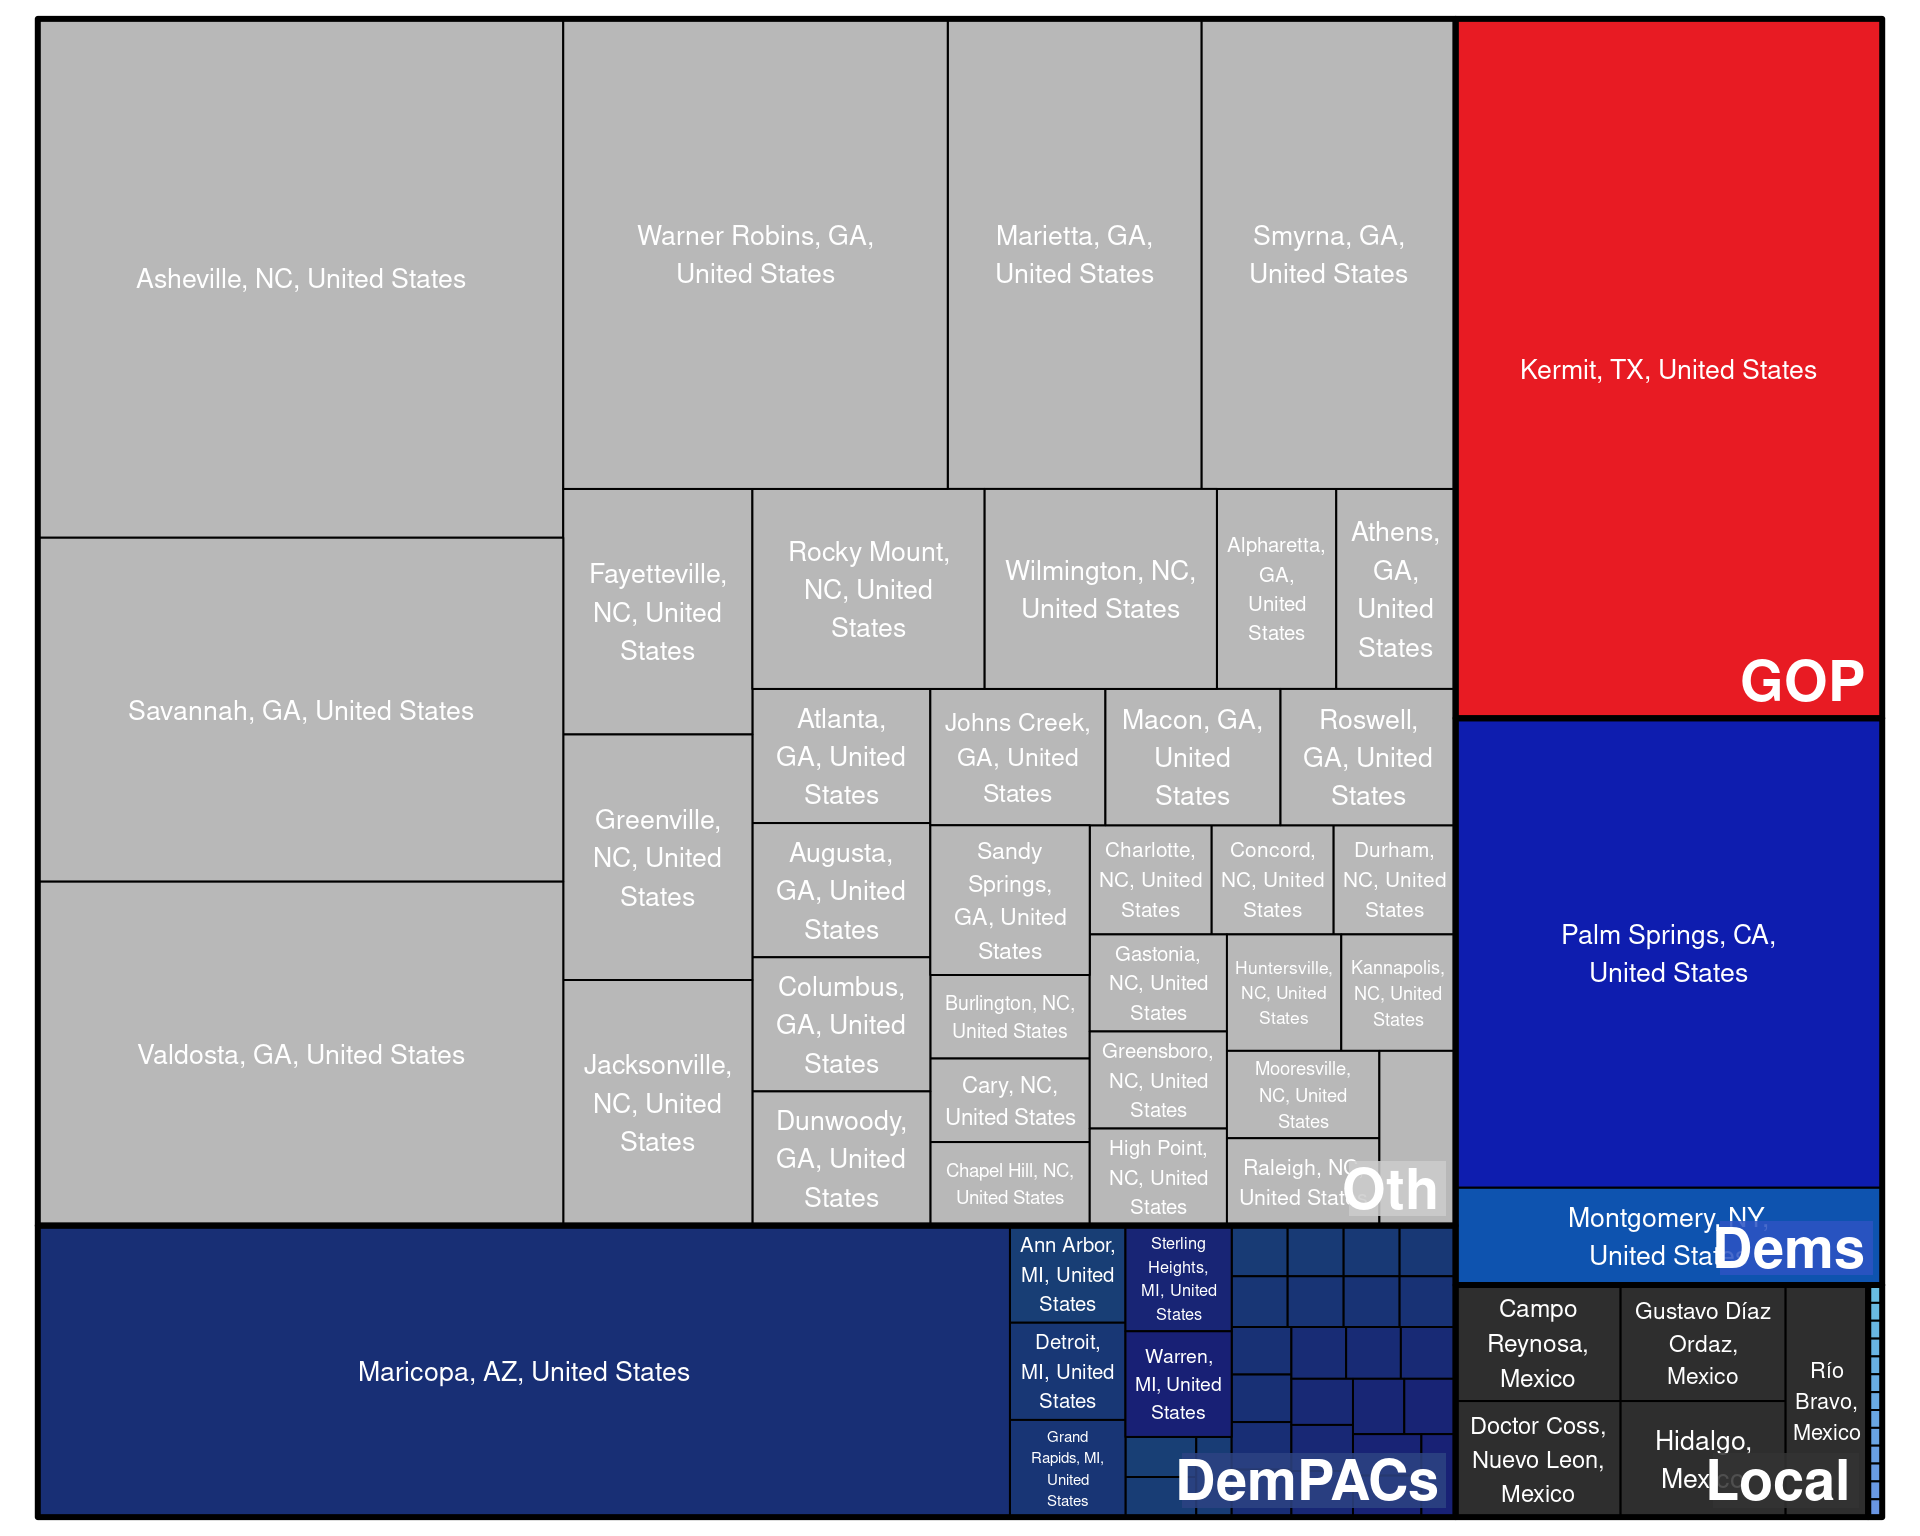 Asheville, NC, United States
Savannah, GA, United States
Valdosta, GA, United States
Warner Robins, GA,
United States
Marietta, GA,
United States
Smyrna, GA,
United States
Fayetteville,
NC, United
States
Greenville,
NC, United
States
Jacksonville,
NC, United
States
Rocky Mount,
NC, United
States
Wilmington, NC,
United States
Alpharetta,
GA,
United
States
Athens,
GA,
United
States
Atlanta,
GA, United
States
Augusta,
GA, United
States
Columbus,
GA, United
States
Dunwoody,
GA, United
States
Johns Creek,
GA, United
States
Macon, GA,
United
States
Roswell,
GA, United
States
Sandy
Springs,
GA, United
States
Burlington, NC,
United States
Cary, NC,
United States
Chapel Hill, NC,
United States
Charlotte,
NC, United
States
Concord,
NC, United
States
Durham,
NC, United
States
Gastonia,
NC, United
States
Greensboro,
NC, United
States
High Point,
NC, United
States
Huntersville,
NC, United
States
Kannapolis,
NC, United
States
Mooresville,
NC, United
States
Raleigh, NC,
United States
Oth
Kermit, TX, United States
GOP
Palm Springs, CA,
United States
Montgomery, NY,
United States
Dems
Maricopa, AZ, United States
Ann Arbor,
MI, United
States
Detroit,
MI, United
States
Grand
Rapids, MI,
United
States
Sterling
Heights,
MI, United
States
Warren,
MI, United
States
DemPACs
Campo
Reynosa,
Mexico
Doctor Coss,
Nuevo Leon,
Mexico
Gustavo Díaz
Ordaz,
Mexico
Hidalgo,
Mexico
Río
Bravo,
Mexico
Local